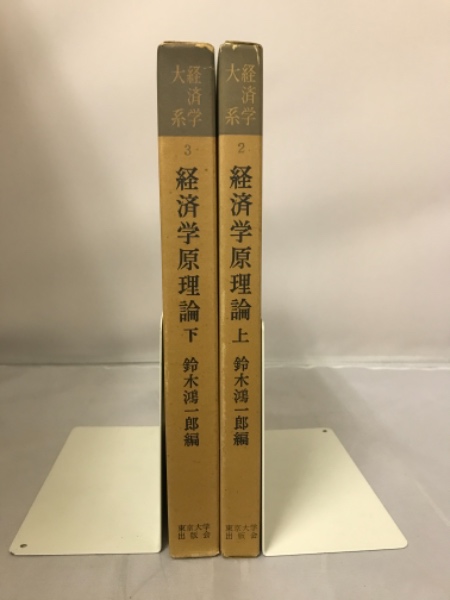 経済学
大系
2
経済学原理論 上
鈴木鴻一郎編
東京大学
出版会
経済学
大系
3
経済学原理論 下
鈴木鴻一郎編
東京大学
出版会